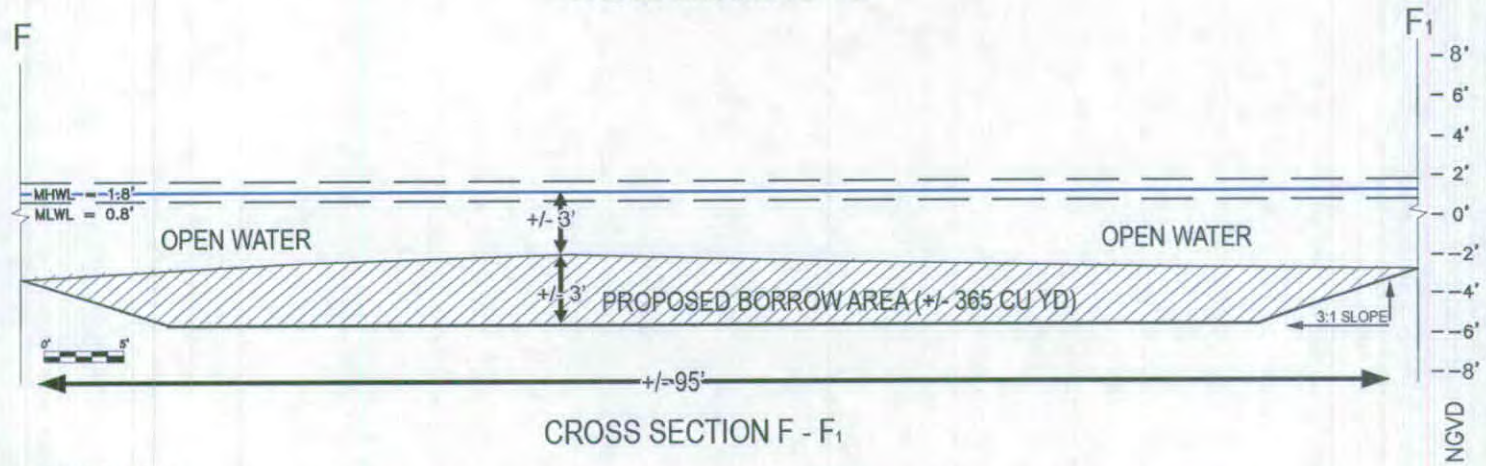 F F₁
8'
6'
4'
2'
0'
-2'
-4'
-6'
-8'
NGVD
MHWL = 1.8'
MLWL = 0.8'
OPEN WATER
OPEN WATER
+/- 3'
+/- 3'
PROPOSED BORROW AREA (+/- 365 CU YD)
3:1 SLOPE
0' 5'
+/- 95'
CROSS SECTION F - F₁